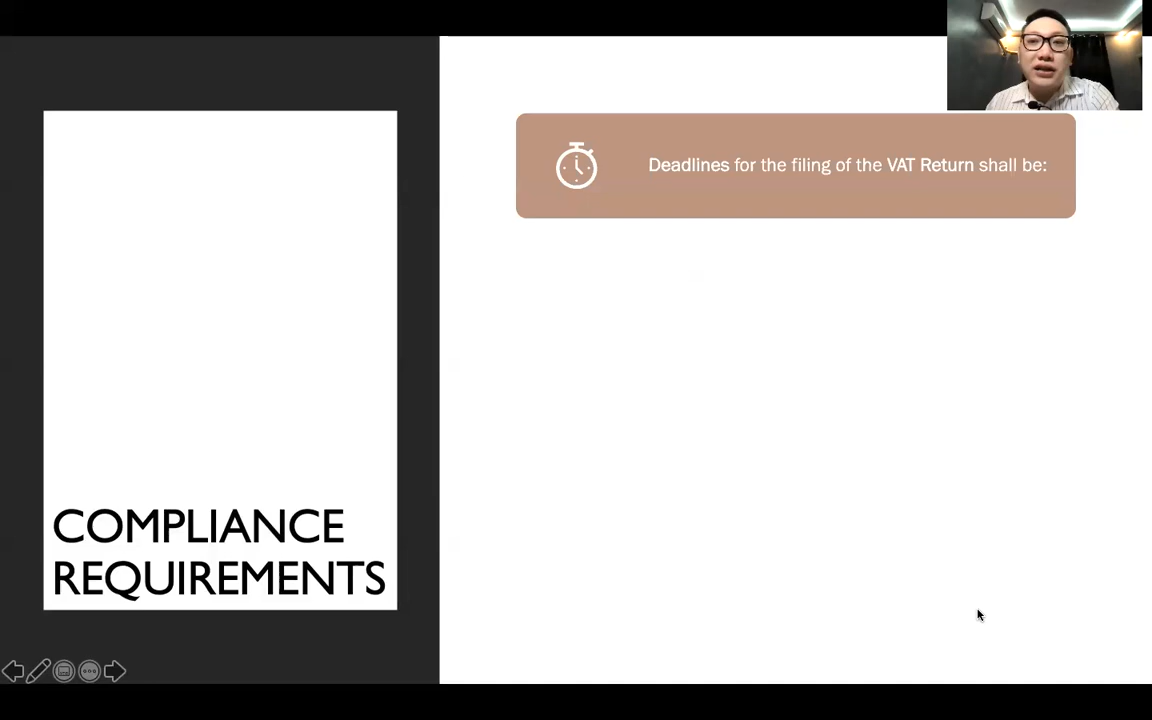 Deadlines for the filing of the VAT Return shall be:
COMPLIANCE
REQUIREMENTS